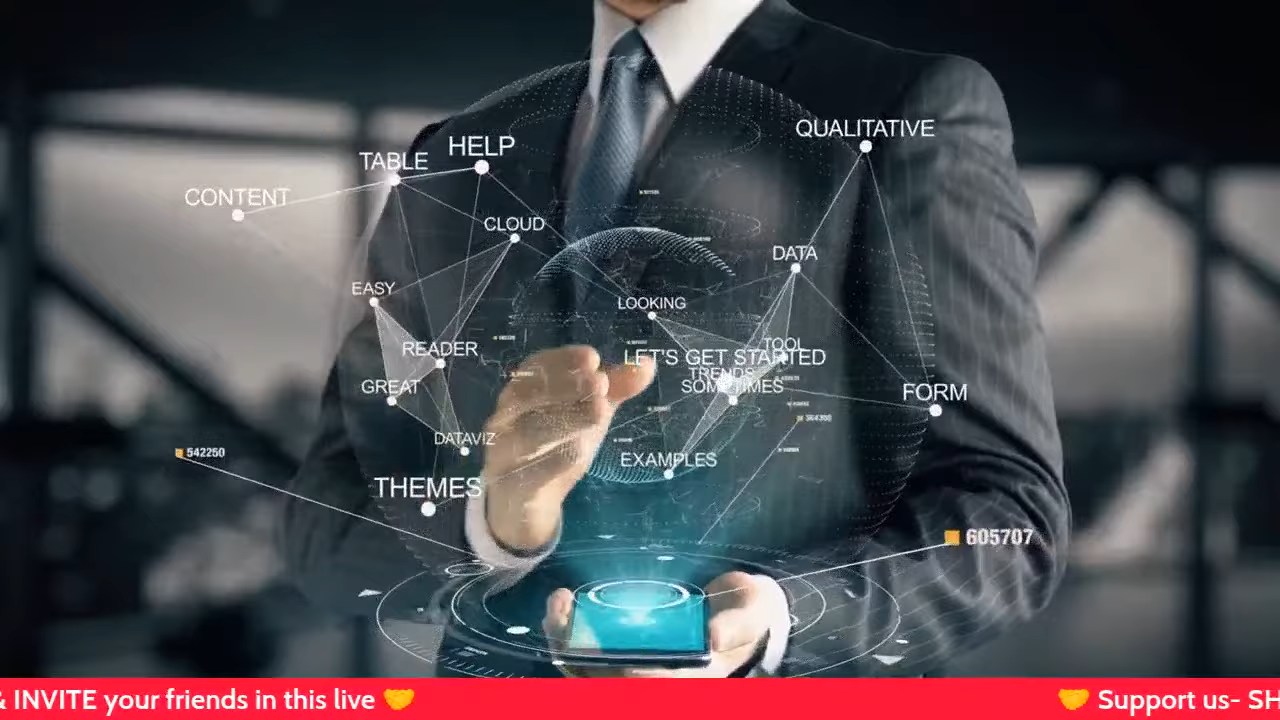 QUALITATIVE
HELP
TABLE
CONTENT
CLOUD
DATA
EASY
LOOKING
TOOL
READER
LET'S GET STARTED
TRENDS
GREAT
SOMETIMES
FORM
364300
DATAVIZ
542250
EXAMPLES
THEMES
605707
& INVITE your friends in this live 🤝
🤝 Support us- SH